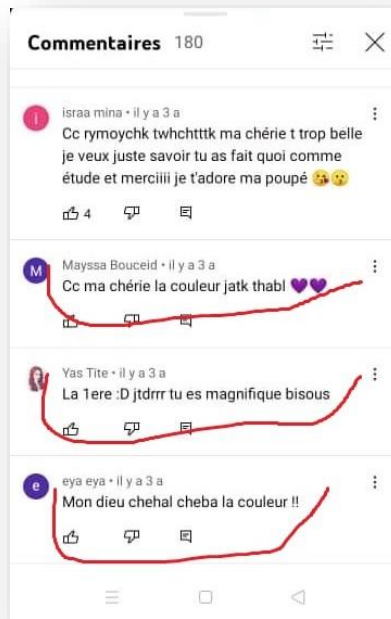 Commentaires 180
i
israa mina • il y a 3 a
Cc rymoychk twhchtttk ma chérie t trop belle
je veux juste savoir tu as fait quoi comme
étude et merciiii je t'adore ma poupé 😘😗
4
M
Mayssa Bouceid • il y a 3 a
Cc ma chérie la couleur jatk thabl 💜💜
Yas Tite • il y a 3 a
La 1ere :D jtdrrr tu es magnifique bisous
e
eya eya • il y a 3 a
Mon dieu chehal cheba la couleur !!